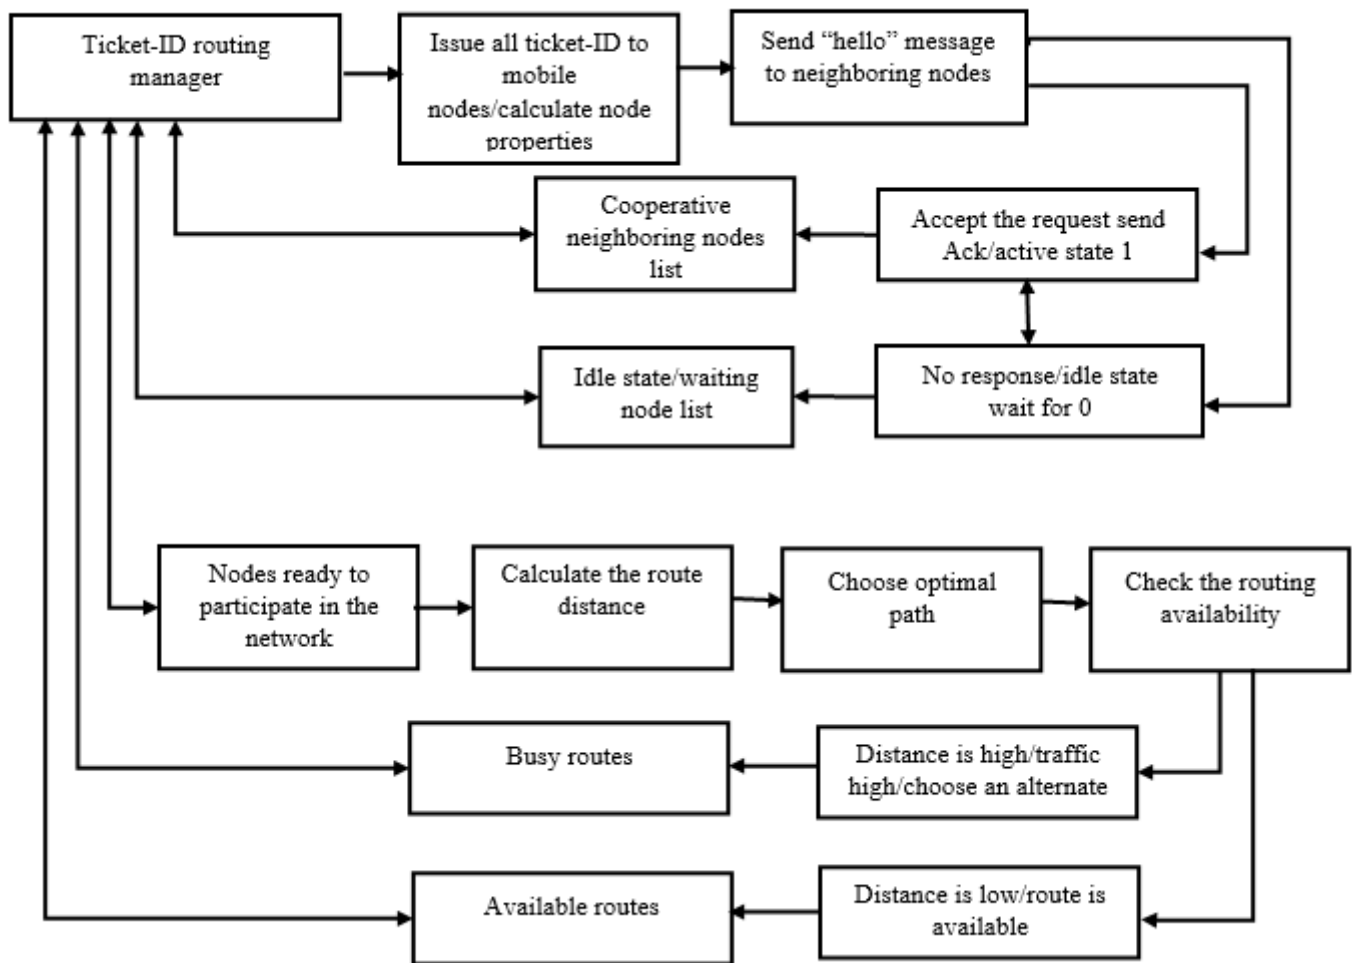 Ticket-ID routing
manager
Issue all ticket-ID to
mobile
nodes/calculate node
properties
Send “hello” message
to neighboring nodes
Cooperative
neighboring nodes
list
Accept the request send
Ack/active state 1
Idle state/waiting
node list
No response/idle state
wait for 0
Nodes ready to
participate in the
network
Calculate the route
distance
Choose optimal
path
Check the routing
availability
Busy routes
Distance is high/traffic
high/choose an alternate
Available routes
Distance is low/route is
available